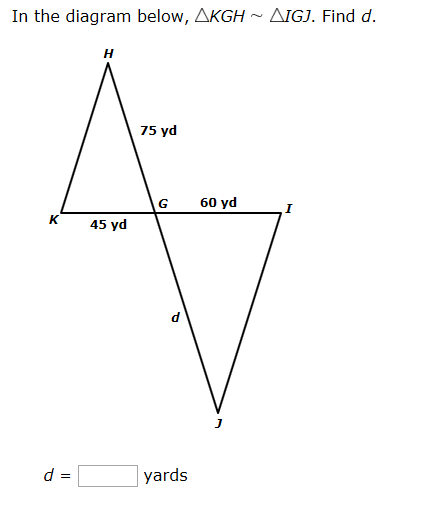 In the diagram below, △KGH ~ △IGJ. Find d.
H
75 yd
G
60 yd
I
K
45 yd
d
J
d = yards